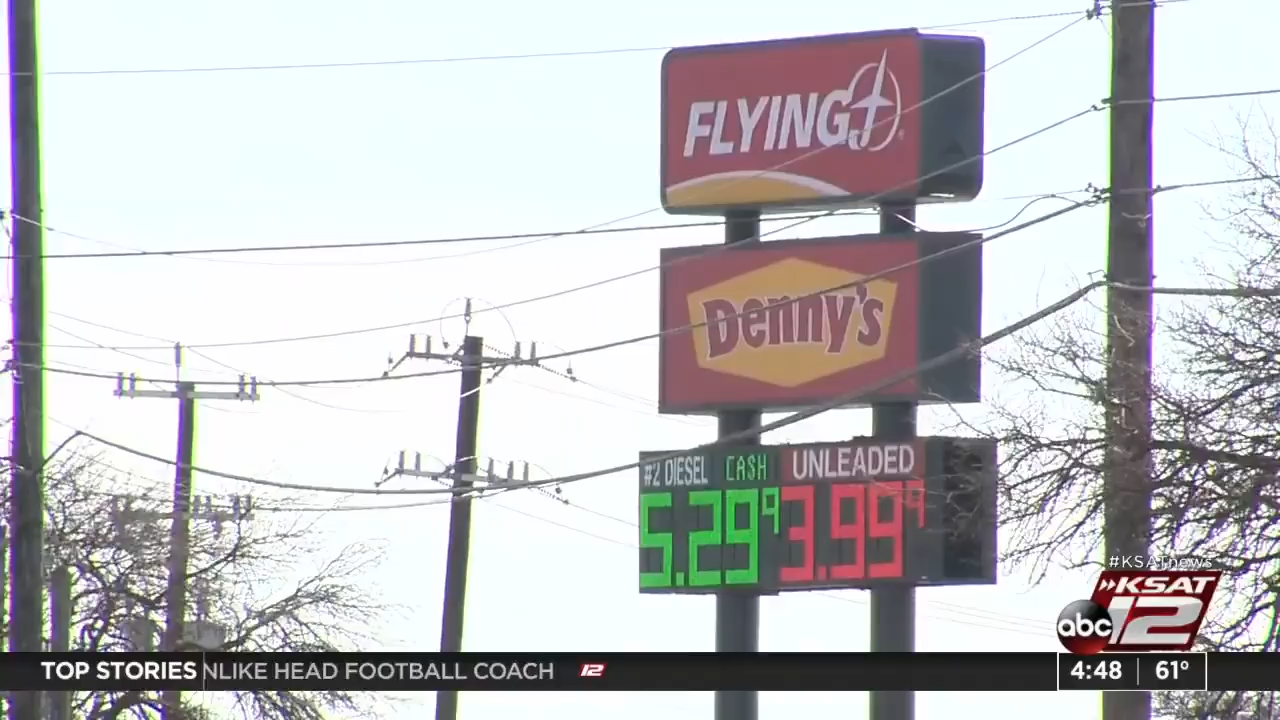 FLYING J
Denny's
#2 DIESEL CASH UNLEADED
5.29⁹ 3.99⁹
#KSATnews
KSAT
abc 12
TOP STORIES NLIKE HEAD FOOTBALL COACH 12
4:48 61°